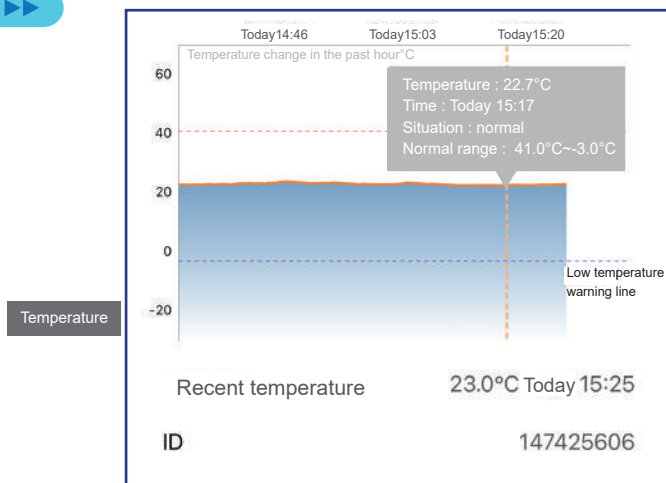 Today14:46 Today15:03 Today15:20
Temperature change in the past hour°C
60
40
20
0
-20
Temperature : 22.7°C
Time : Today 15:17
Situation : normal
Normal range : 41.0°C~-3.0°C
Low temperature
warning line
Temperature
Recent temperature 23.0°C Today 15:25
ID 147425606